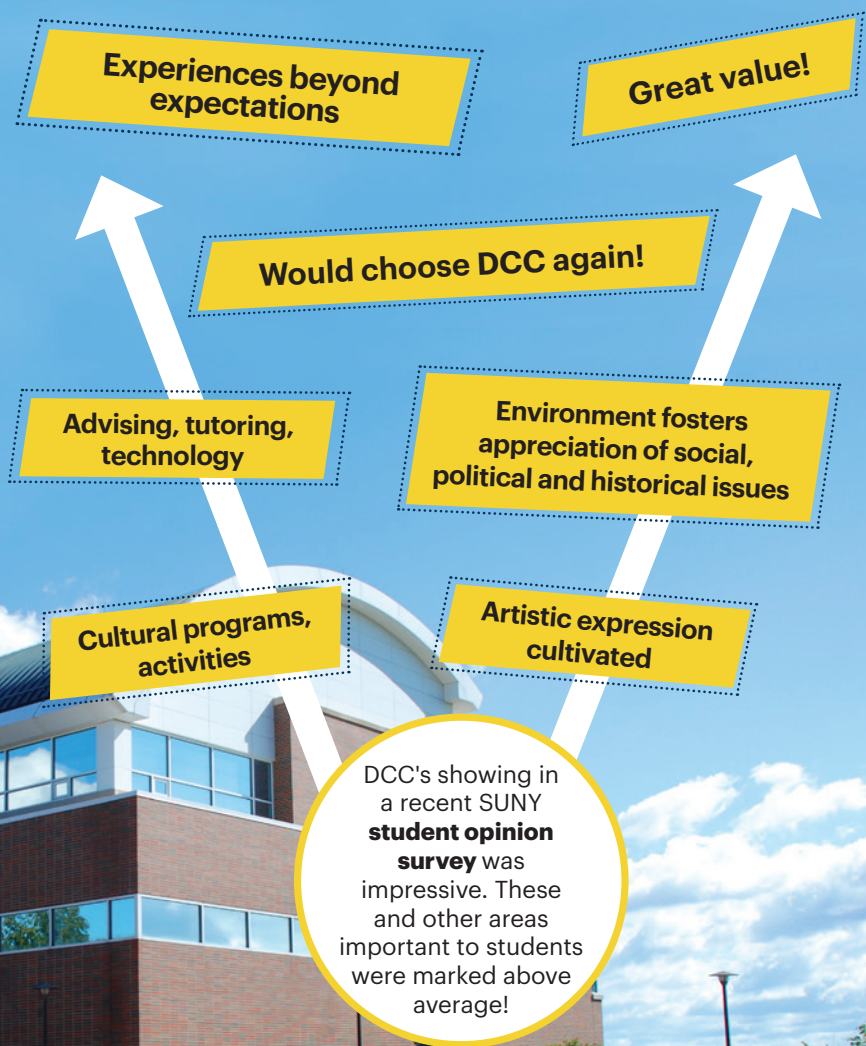 Experiences beyond
expectations
Great value!
Would choose DCC again!
Advising, tutoring,
technology
Environment fosters
appreciation of social,
political and historical issues
Cultural programs,
activities
Artistic expression
cultivated
DCC's showing in
a recent SUNY
student opinion
survey was
impressive. These
and other areas
important to students
were marked above
average!